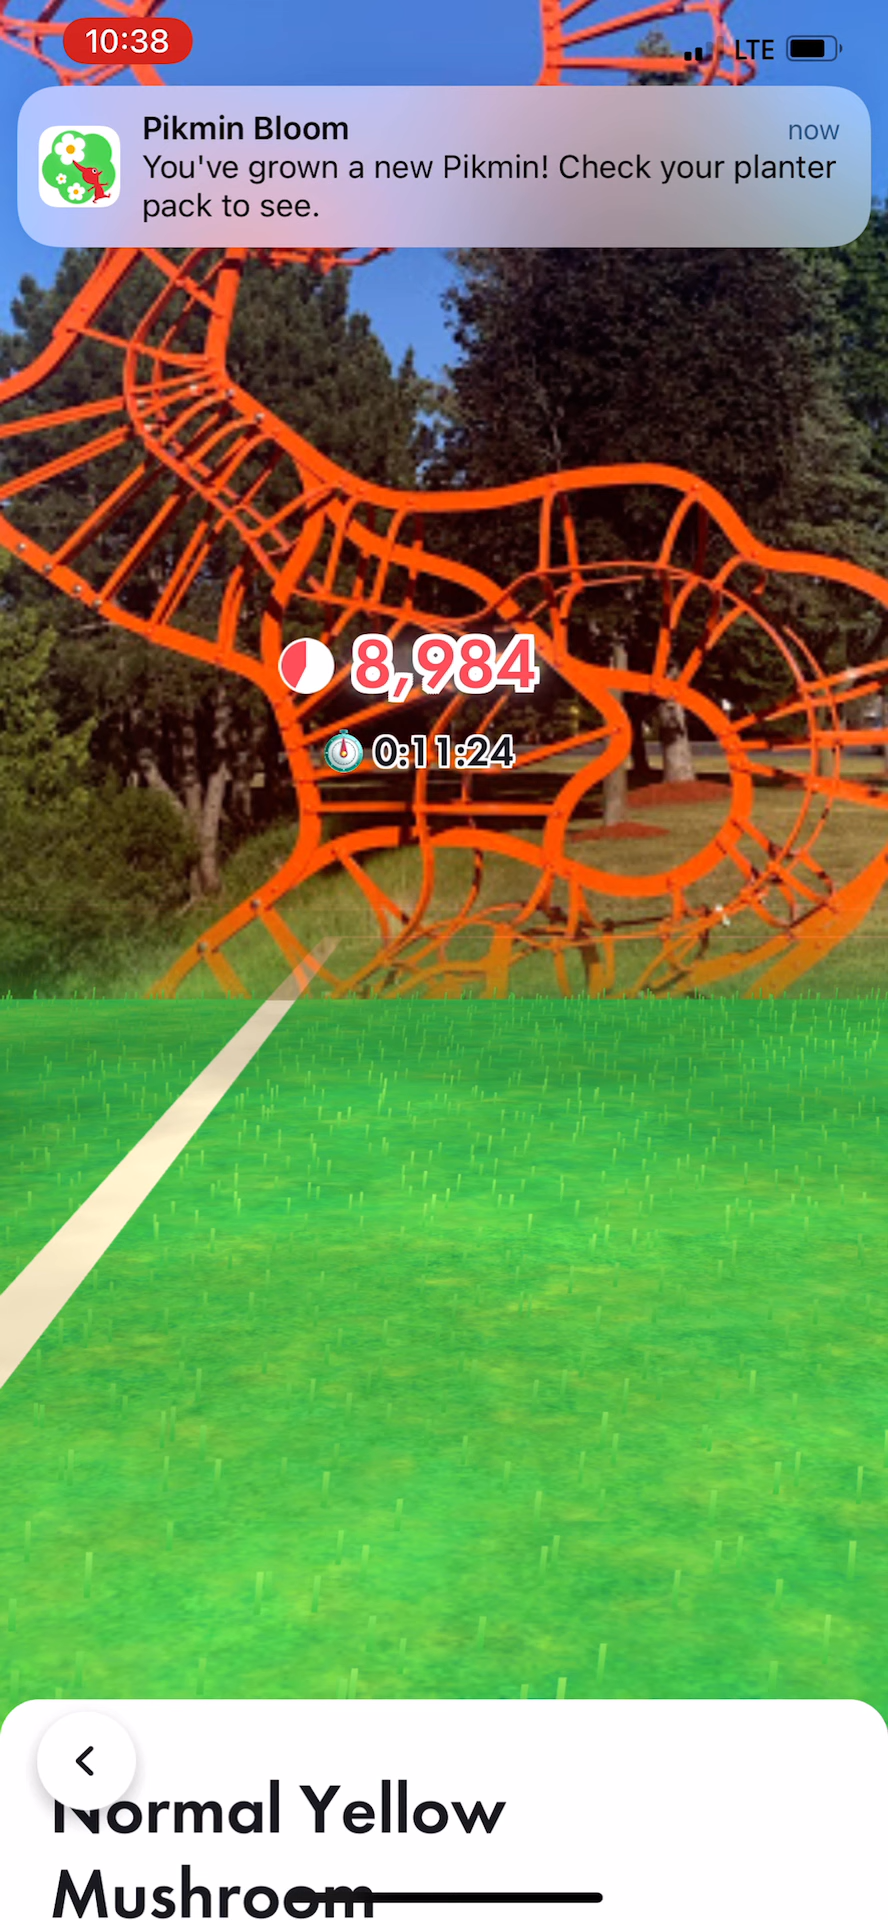 10:38
LTE
Pikmin Bloom
now
You've grown a new Pikmin! Check your planter
pack to see.
8,984
0:11:24
Normal Yellow
Mushroom